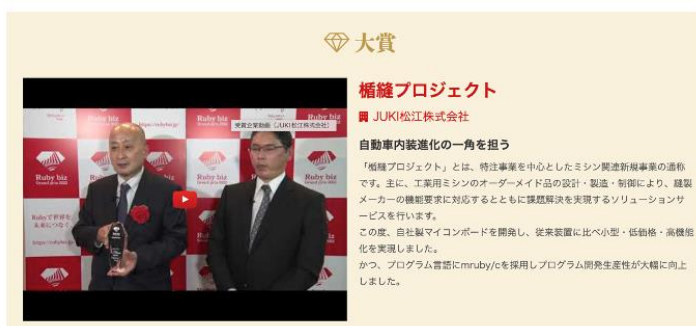 大賞
楯縫プロジェクト
JUKI松江株式会社
自動車内装進化の一角を担う
「楯縫プロジェクト」とは、特注事業を中心としたミシン関連新規事業の通称
です。主に、工業用ミシンのオーダーメイド品の設計・製造・制御により、縫製
メーカーの機能要求に対応するとともに課題解決を実現するソリューションサ
ービスを行います。
この度、自社製マイコンボードを開発し、従来装置に比べ小型・低価格・高機能
化を実現しました。
かつ、プログラム言語にmruby/cを採用しプログラム開発生産性が大幅に向上
しました。
受賞企業動画「JUKI松江株式会社」
Ruby biz
Ruby biz
Ruby biz
Ruby biz